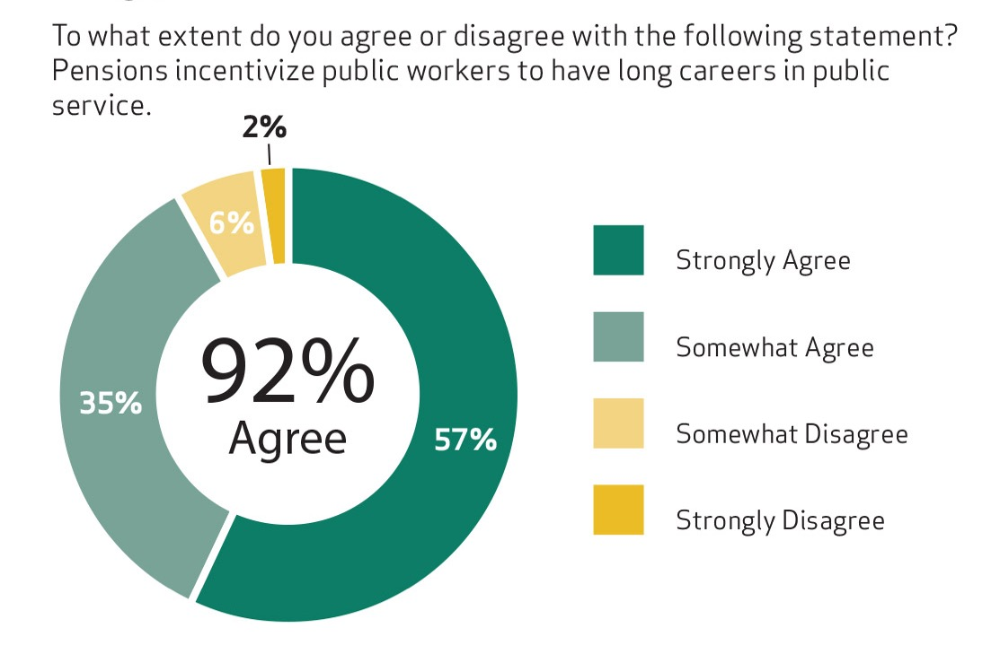 To what extent do you agree or disagree with the following statement?
Pensions incentivize public workers to have long careers in public
service.
2%
6%
35%
57%
92%
Agree
Strongly Agree
Somewhat Agree
Somewhat Disagree
Strongly Disagree